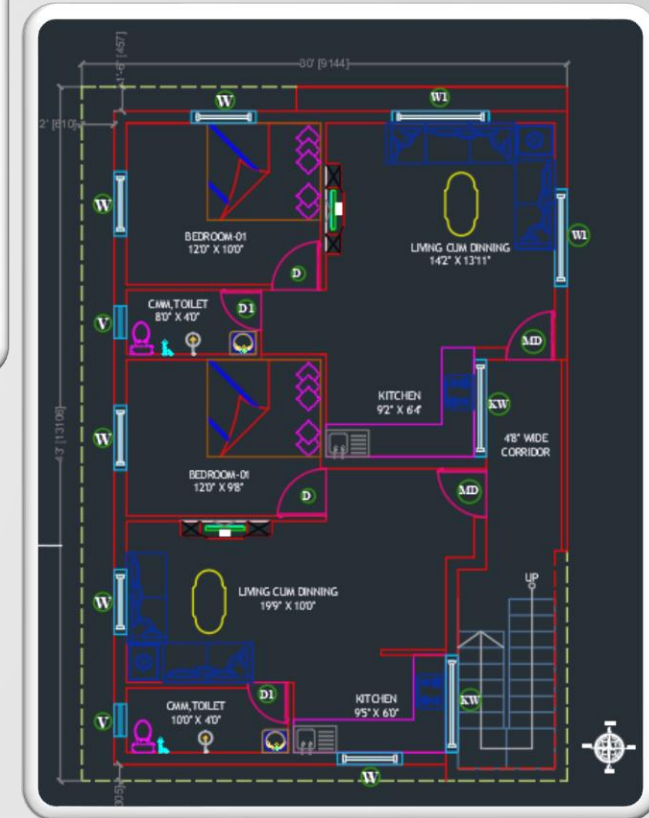 30' [9144]
1'-6" [457]
2' [610]
W
W1
W
BEDROOM-01
12'0" X 10'0"
LIVING CUM DINNING
14'2" X 13'11"
W1
D
CMM,TOILET
8'0" X 4'0"
D1
V
MD
KITCHEN
9'2" X 6'4"
KW
4'8" WIDE
CORRIDOR
W
43' [13106]
BEDROOM-01
12'0" X 9'8"
D
MD
UP
W
LIVING CUM DINNING
19'9" X 10'0"
D1
CMM,TOILET
10'0" X 4'0"
KITCHEN
9'5" X 6'0"
KW
V
W